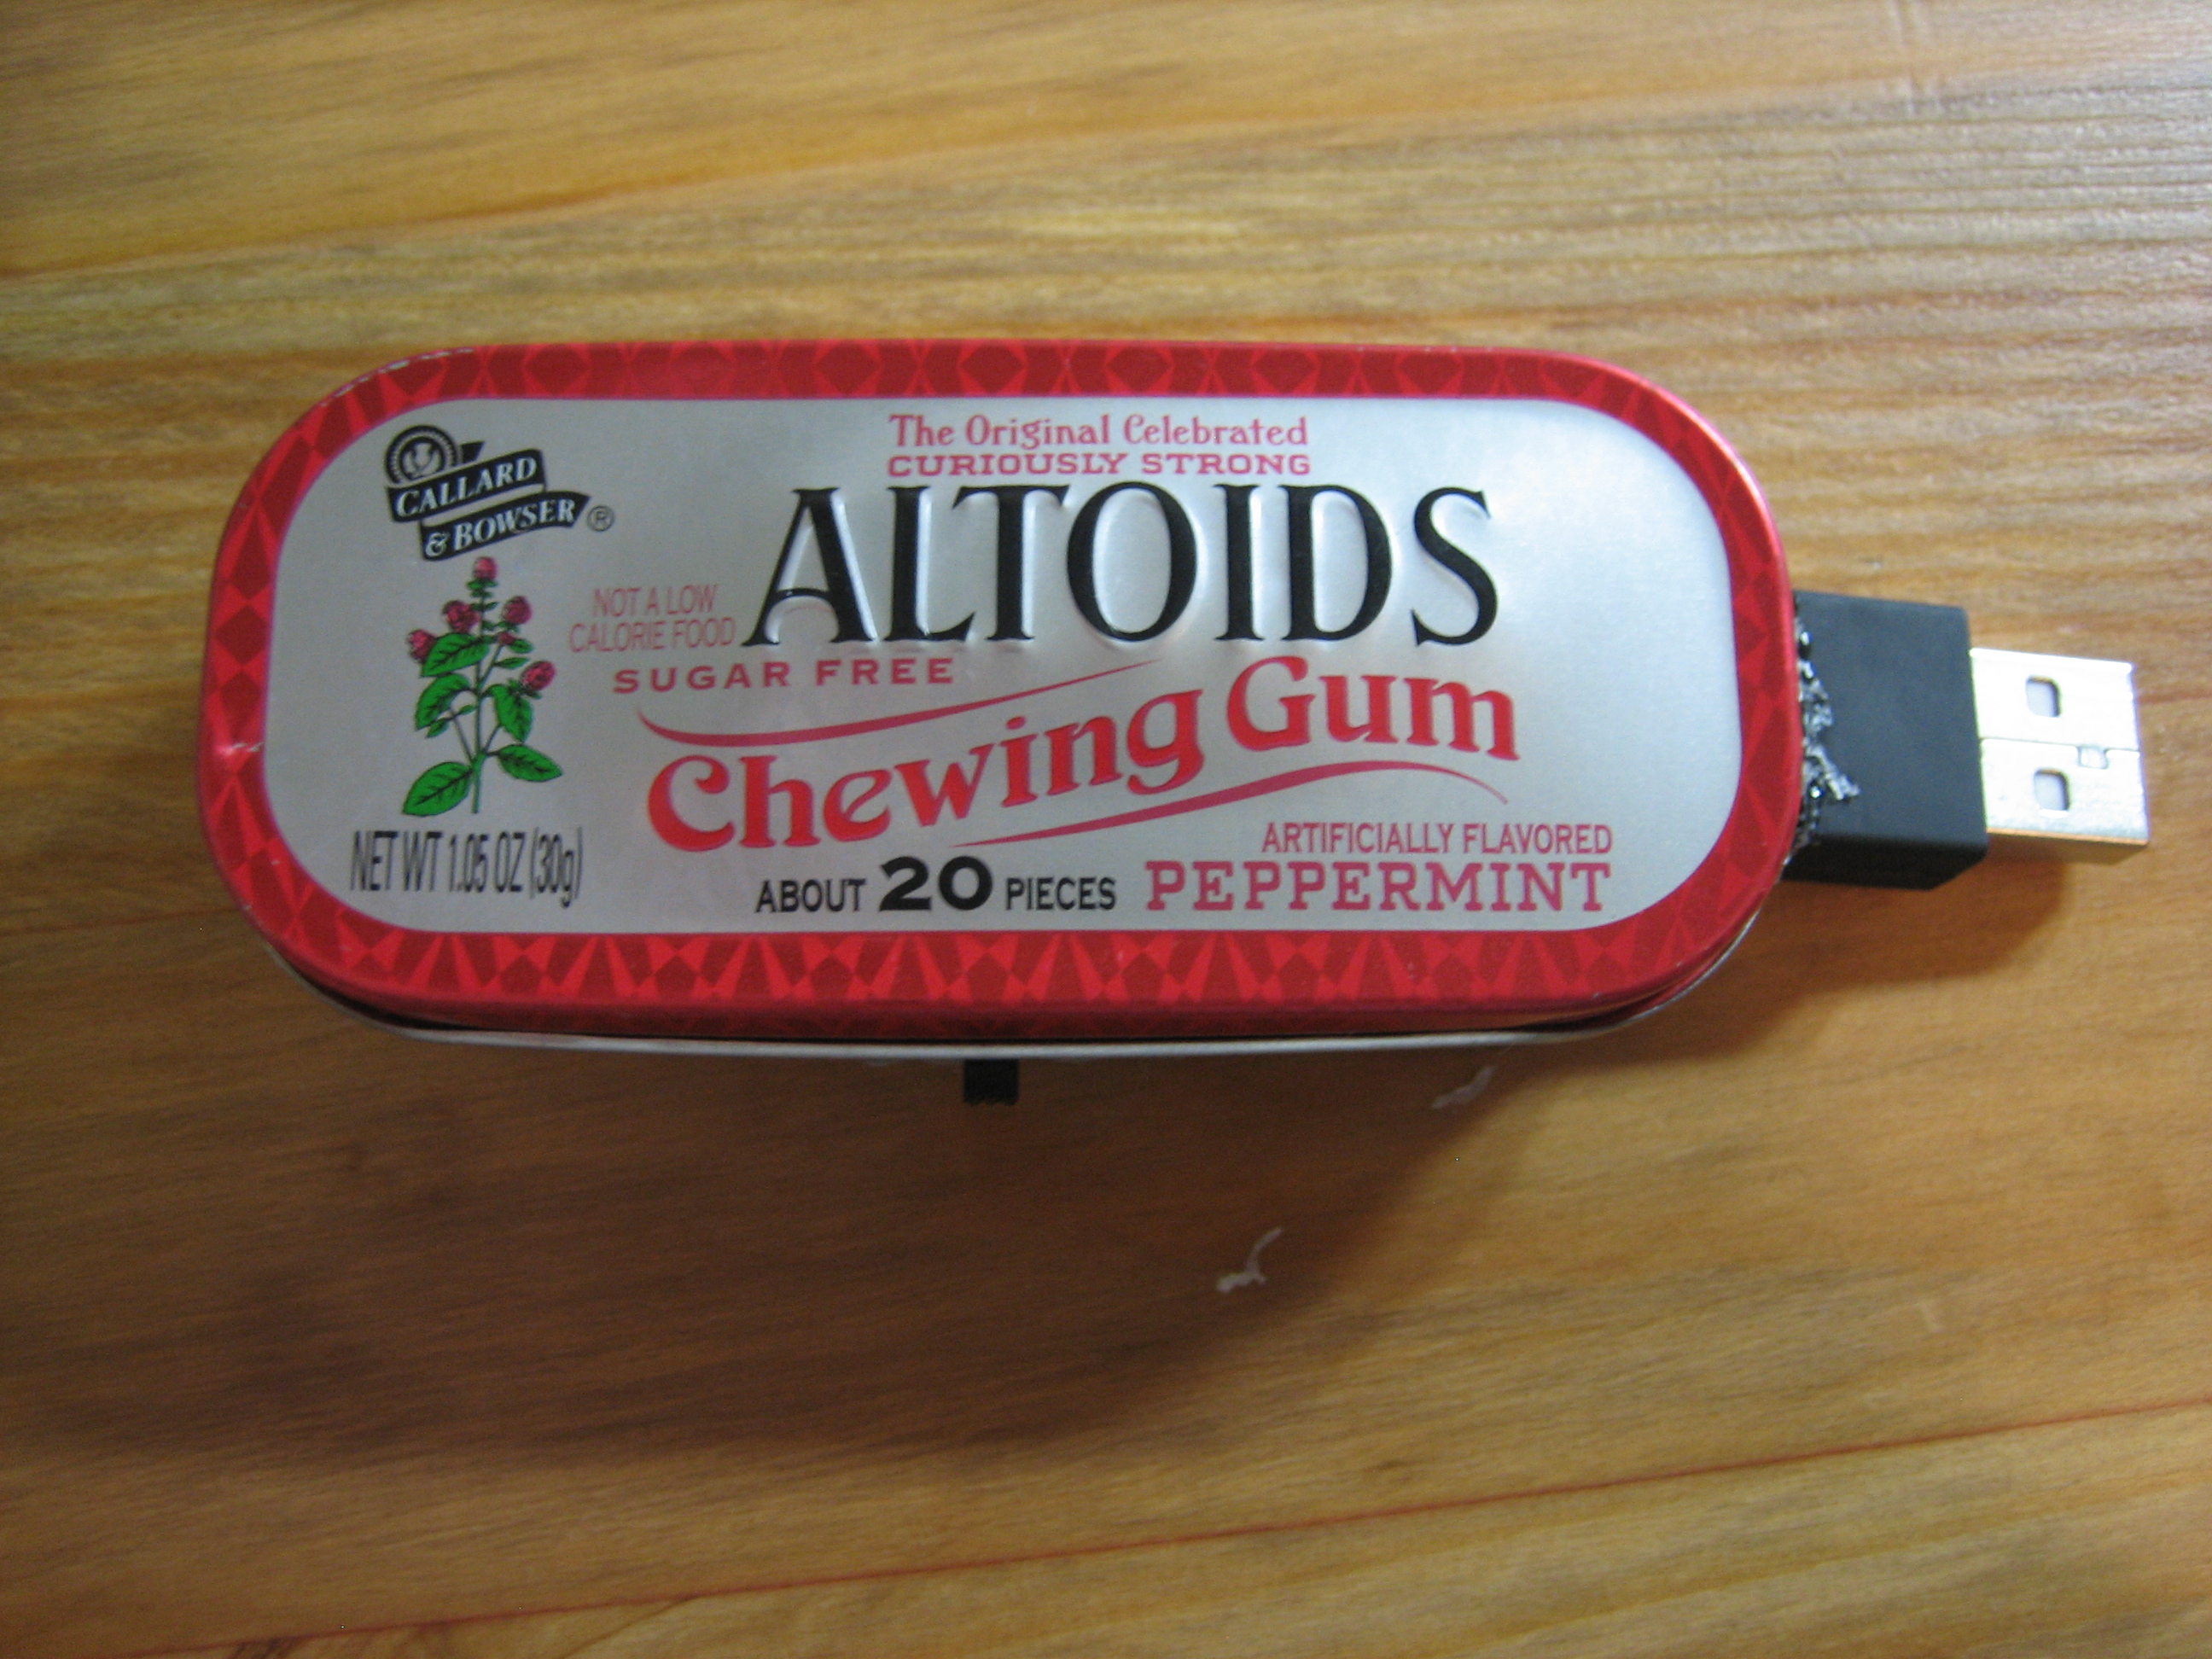 The Original Celebrated
CURIOUSLY STRONG
CALLARD
& BOWSER®
ALTOIDS
NOT A LOW
CALORIE FOOD
SUGAR FREE
Chewing Gum
NET WT 1.05 OZ (30g)
ABOUT 20 PIECES
ARTIFICIALLY FLAVORED
PEPPERMINT